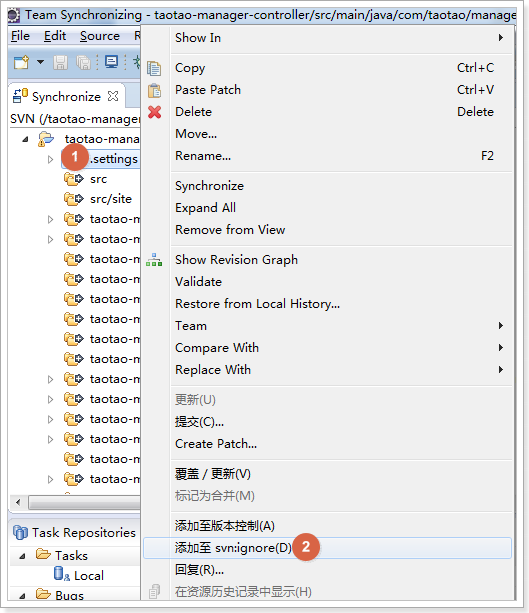 Team Synchronizing - taotao-manager-controller/src/main/java/com/taotao/manage
File Edit Source
Synchronize
SVN (/taotao-manager
taotao-mana
1 .settings
src
src/site
taotao-m
taotao-m
taotao-m
taotao-m
taotao-m
taotao-m
taotao-m
taotao-m
taotao-m
taotao-m
taotao-m
taotao-m
taotao-m
taotao-m
Task Repositories
Tasks
Local
Bugs
Show In
Copy Ctrl+C
Paste Patch Ctrl+V
Delete Delete
Move...
Rename... F2
Synchronize
Expand All
Remove from View
Show Revision Graph
Validate
Restore from Local History...
Team
Compare With
Replace With
更新(U)
提交(C)...
Create Patch...
覆盖 / 更新(V)
标记为合并(M)
添加至版本控制(A)
添加至 svn:ignore(D) 2
回复(R)...
在资源历史记录中显示(H)